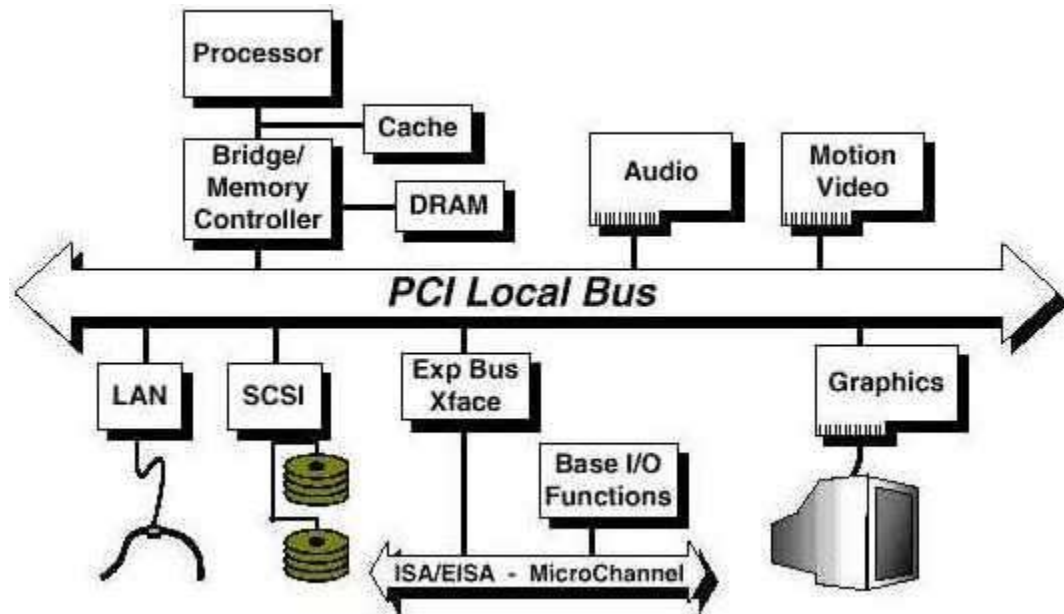 Processor
Cache
Bridge/
Memory
Controller
DRAM
Audio
Motion
Video
PCI Local Bus
LAN
SCSI
Exp Bus
Xface
Graphics
Base I/O
Functions
ISA/EISA - MicroChannel